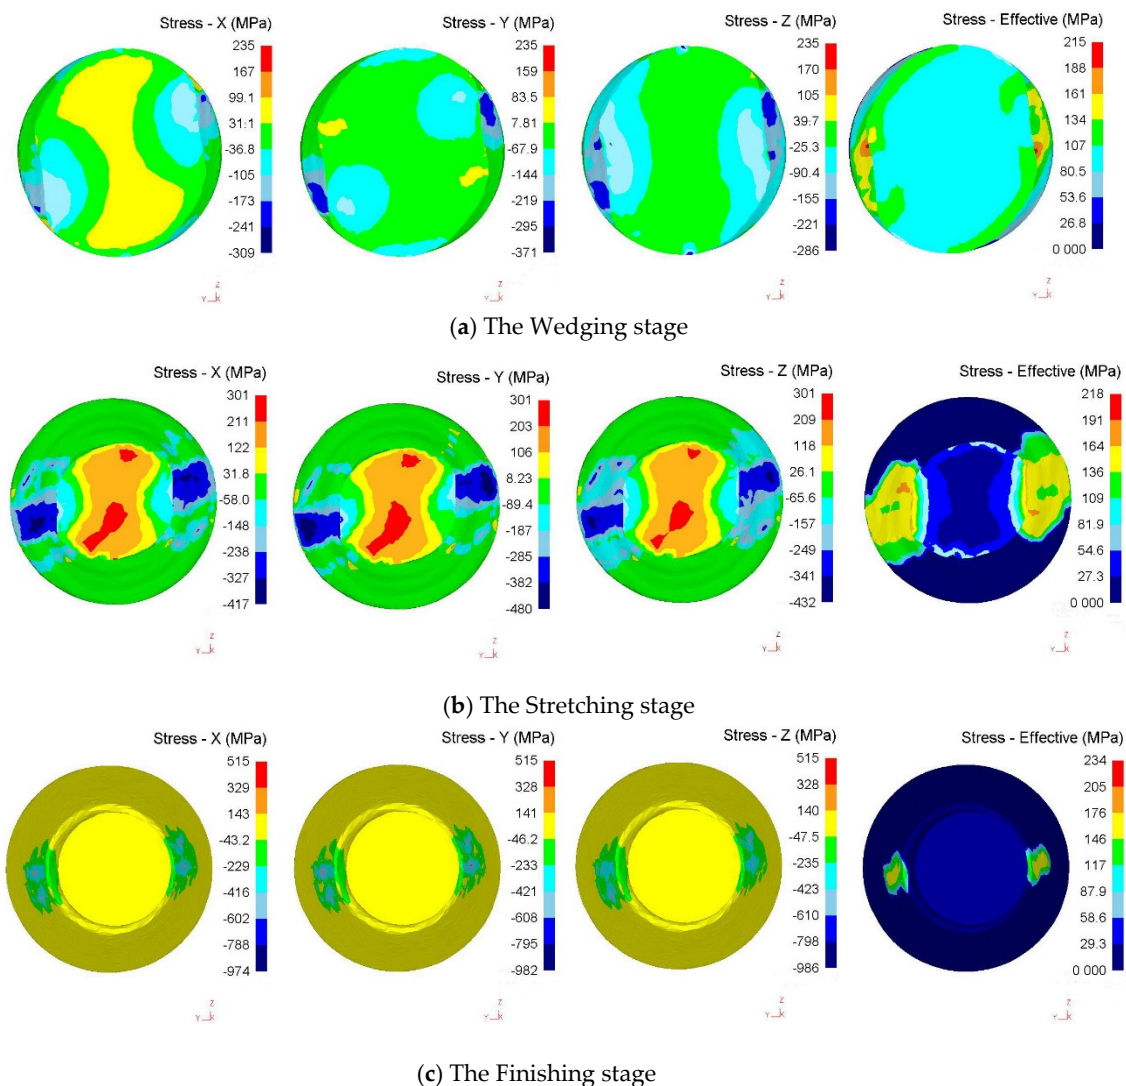 Stress - X (MPa)
Stress - Y (MPa)
Stress - Z (MPa)
Stress - Effective (MPa)
235 235 235 215
167 159 170 188
99.1 83.5 105 161
31.1 7.81 39.7 134
-36.8 -67.9 -25.3 107
-105 -144 -90.4 80.5
-173 -219 -155 53.6
-241 -295 -221 26.8
-309 -371 -286 0 000
Z Z Z Z
Y X Y X Y X Y X
(a) The Wedging stage
Stress - X (MPa)
Stress - Y (MPa)
Stress - Z (MPa)
Stress - Effective (MPa)
301 301 301 218
211 203 209 191
122 106 118 164
31.8 8.23 26.1 136
-58.0 -89.4 -65.6 109
-148 -187 -157 81.9
-238 -285 -249 54.6
-327 -382 -341 27.3
-417 -480 -432 0 000
Z Z Z Z
Y X Y X Y X Y X
(b) The Stretching stage
Stress - X (MPa)
Stress - Y (MPa)
Stress - Z (MPa)
Stress - Effective (MPa)
515 515 515 234
329 328 328 205
143 141 140 176
-43.2 -46.2 -47.5 146
-229 -233 -235 117
-416 -421 -423 87.9
-602 -608 -610 58.6
-788 -795 -798 29.3
-974 -982 -986 0 000
Z Z Z Z
Y X Y X Y X Y X
(c) The Finishing stage